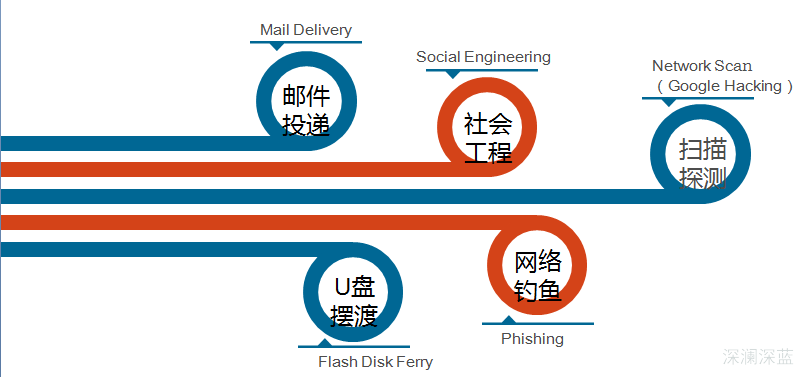 Mail Delivery
邮件
投递
Social Engineering
社会
工程
Network Scan
（Google Hacking）
扫描
探测
U盘
摆渡
Flash Disk Ferry
网络
钓鱼
Phishing
深澜深蓝